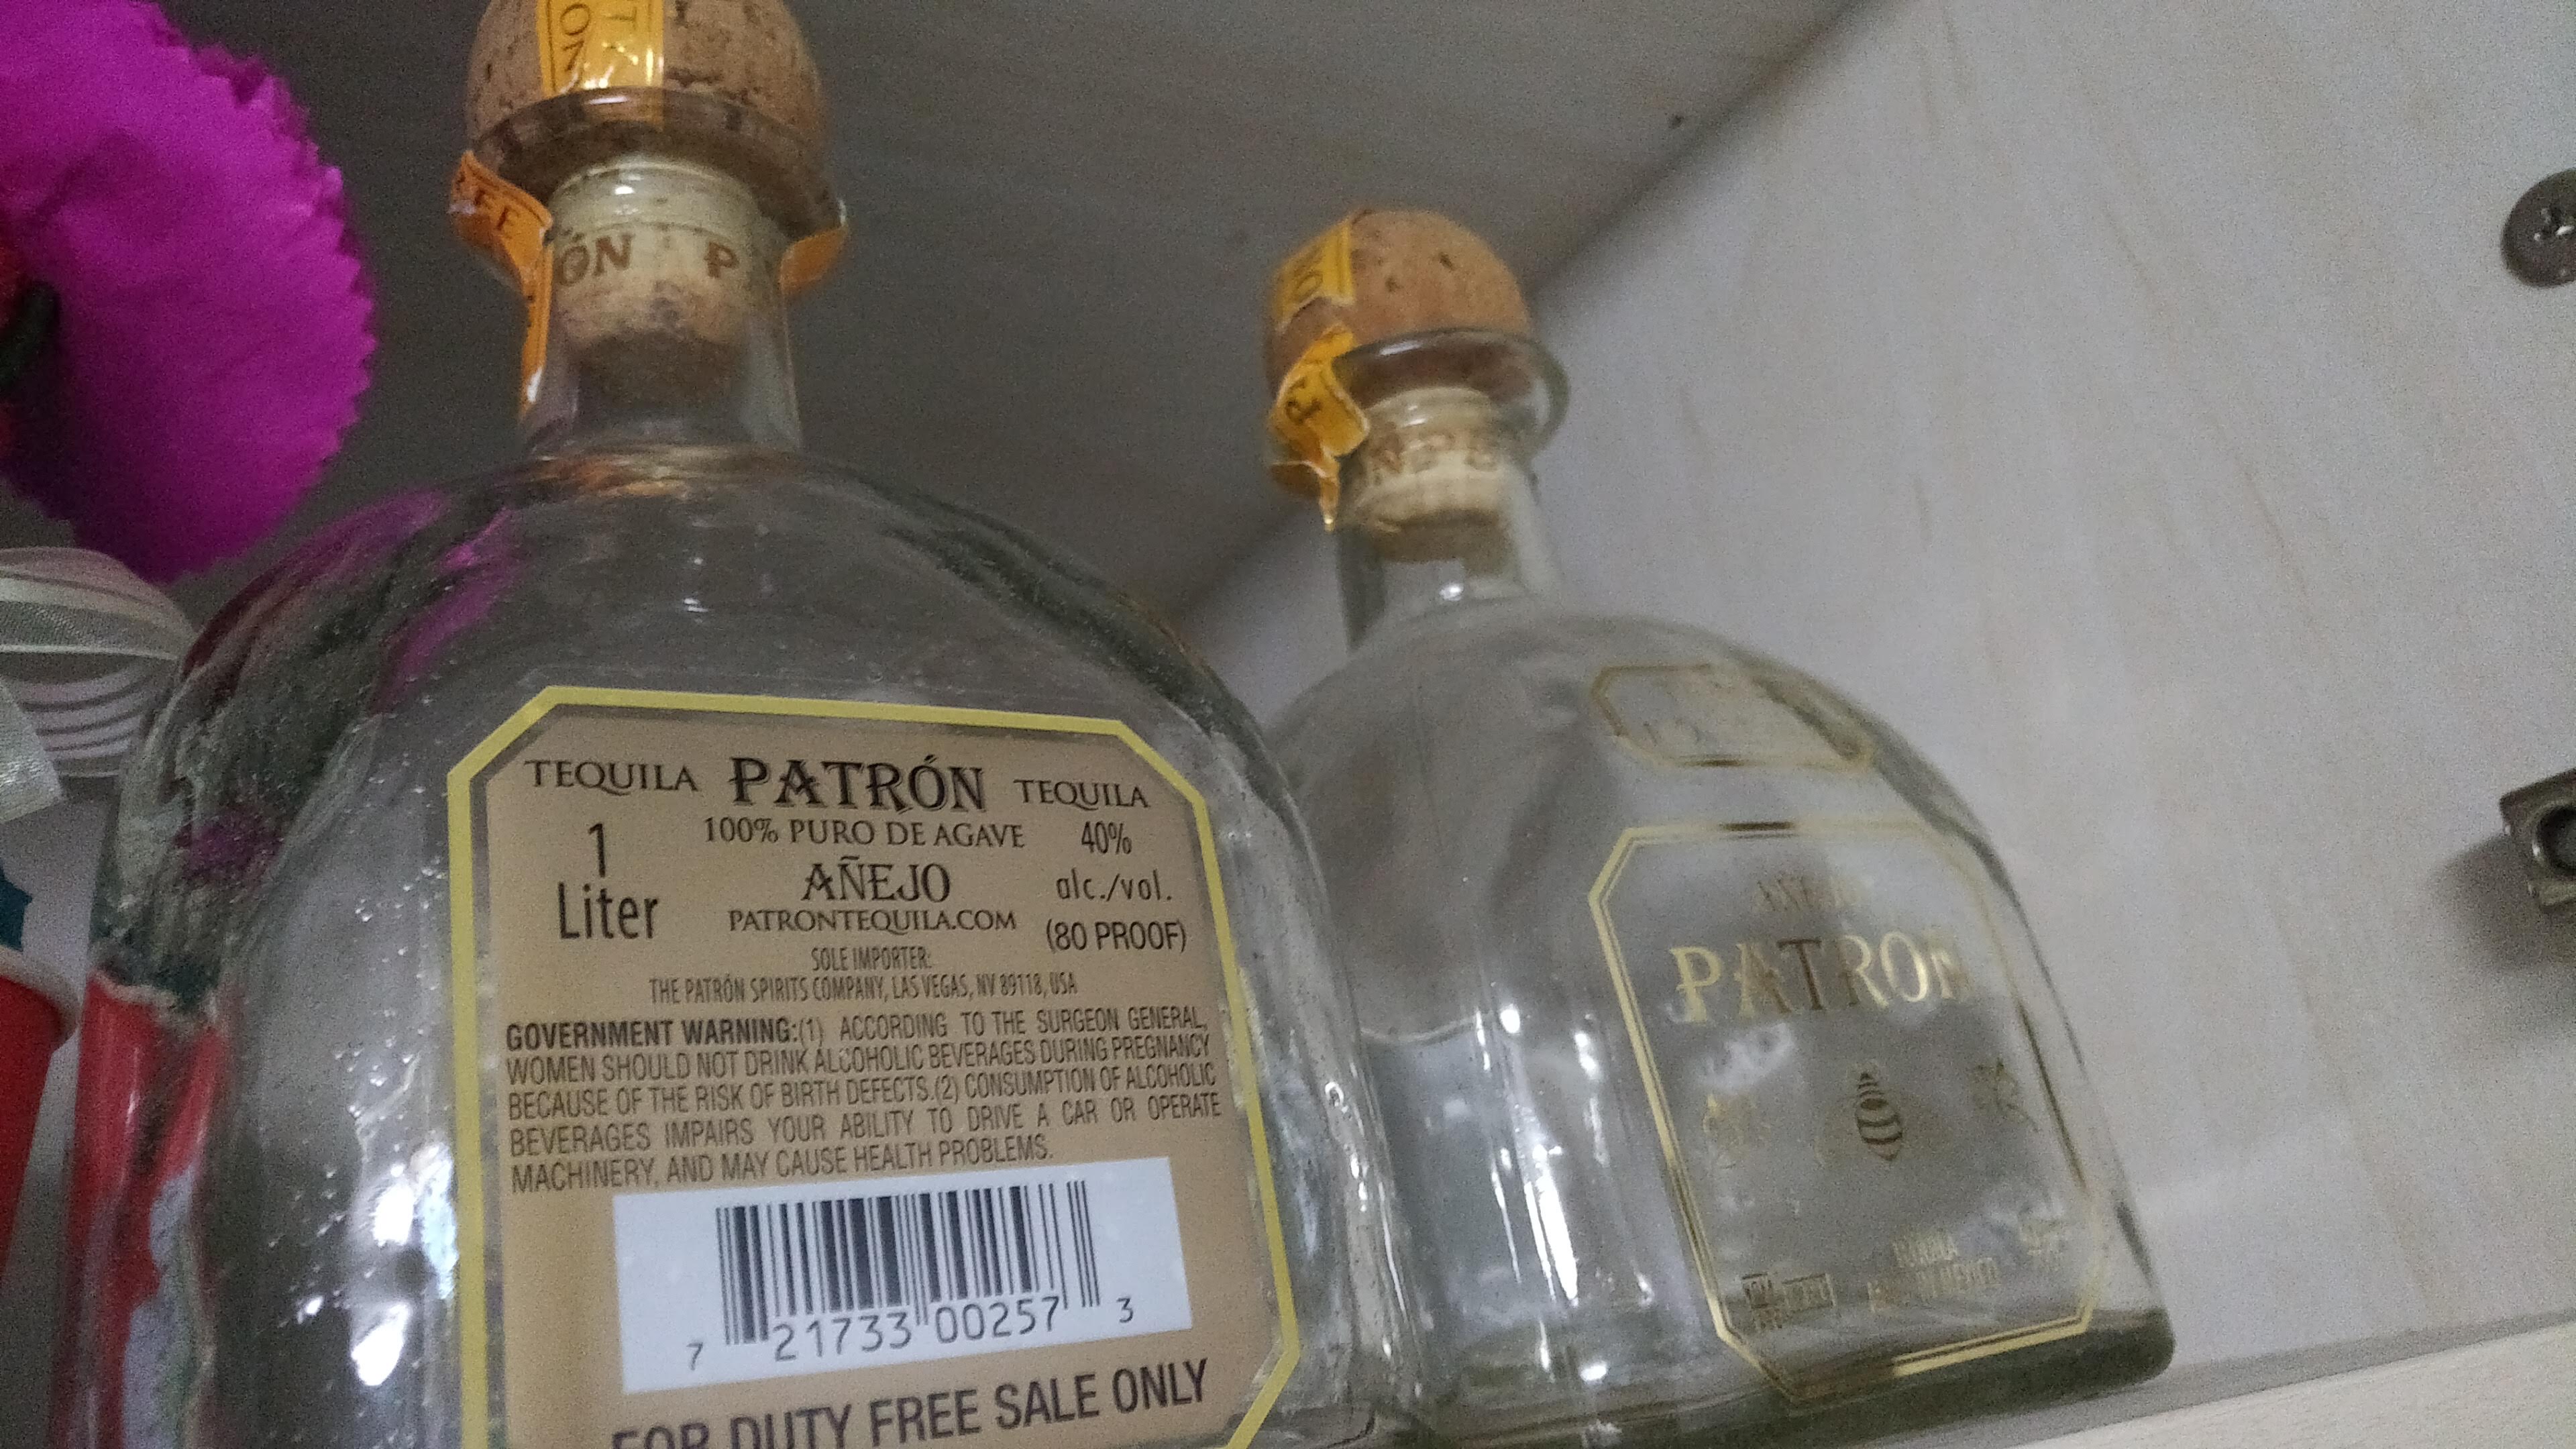 ÓN P
TEQUILA PATRÓN TEQUILA
1 Liter
100% PURO DE AGAVE
AÑEJO
PATRONTEQUILA.COM
40%
alc./vol.
(80 PROOF)
SOLE IMPORTER:
THE PATRÓN SPIRITS COMPANY, LAS VEGAS, NV 89118, USA
GOVERNMENT WARNING:(1) ACCORDING TO THE SURGEON GENERAL,
WOMEN SHOULD NOT DRINK ALCOHOLIC BEVERAGES DURING PREGNANCY
BECAUSE OF THE RISK OF BIRTH DEFECTS.(2) CONSUMPTION OF ALCOHOLIC
BEVERAGES IMPAIRS YOUR ABILITY TO DRIVE A CAR OR OPERATE
MACHINERY, AND MAY CAUSE HEALTH PROBLEMS.
7 21733 00257 3
FOR DUTY FREE SALE ONLY
AÑEJO
PATRÓN
TEQUILA